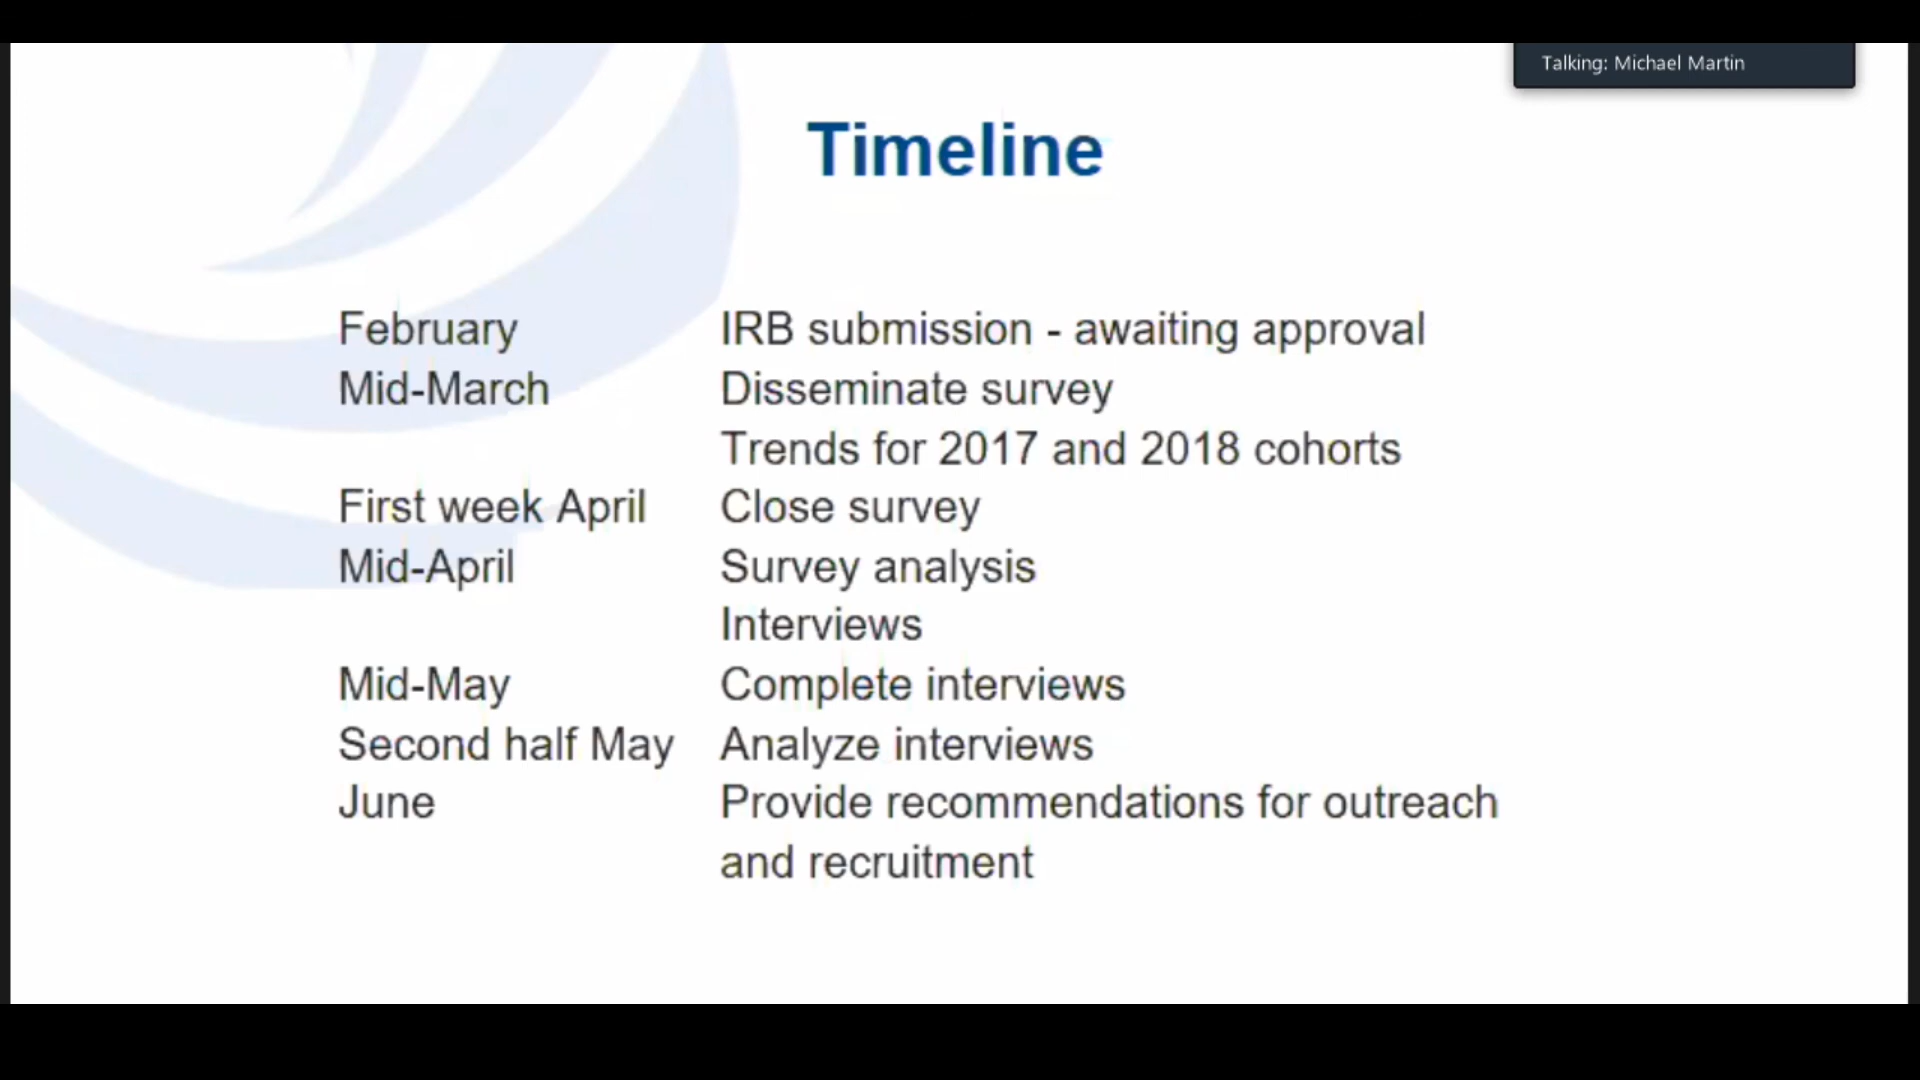 Talking: Michael Martin
Timeline
February IRB submission - awaiting approval
Mid-March Disseminate survey
Trends for 2017 and 2018 cohorts
First week April Close survey
Mid-April Survey analysis
Interviews
Mid-May Complete interviews
Second half May Analyze interviews
June Provide recommendations for outreach
and recruitment